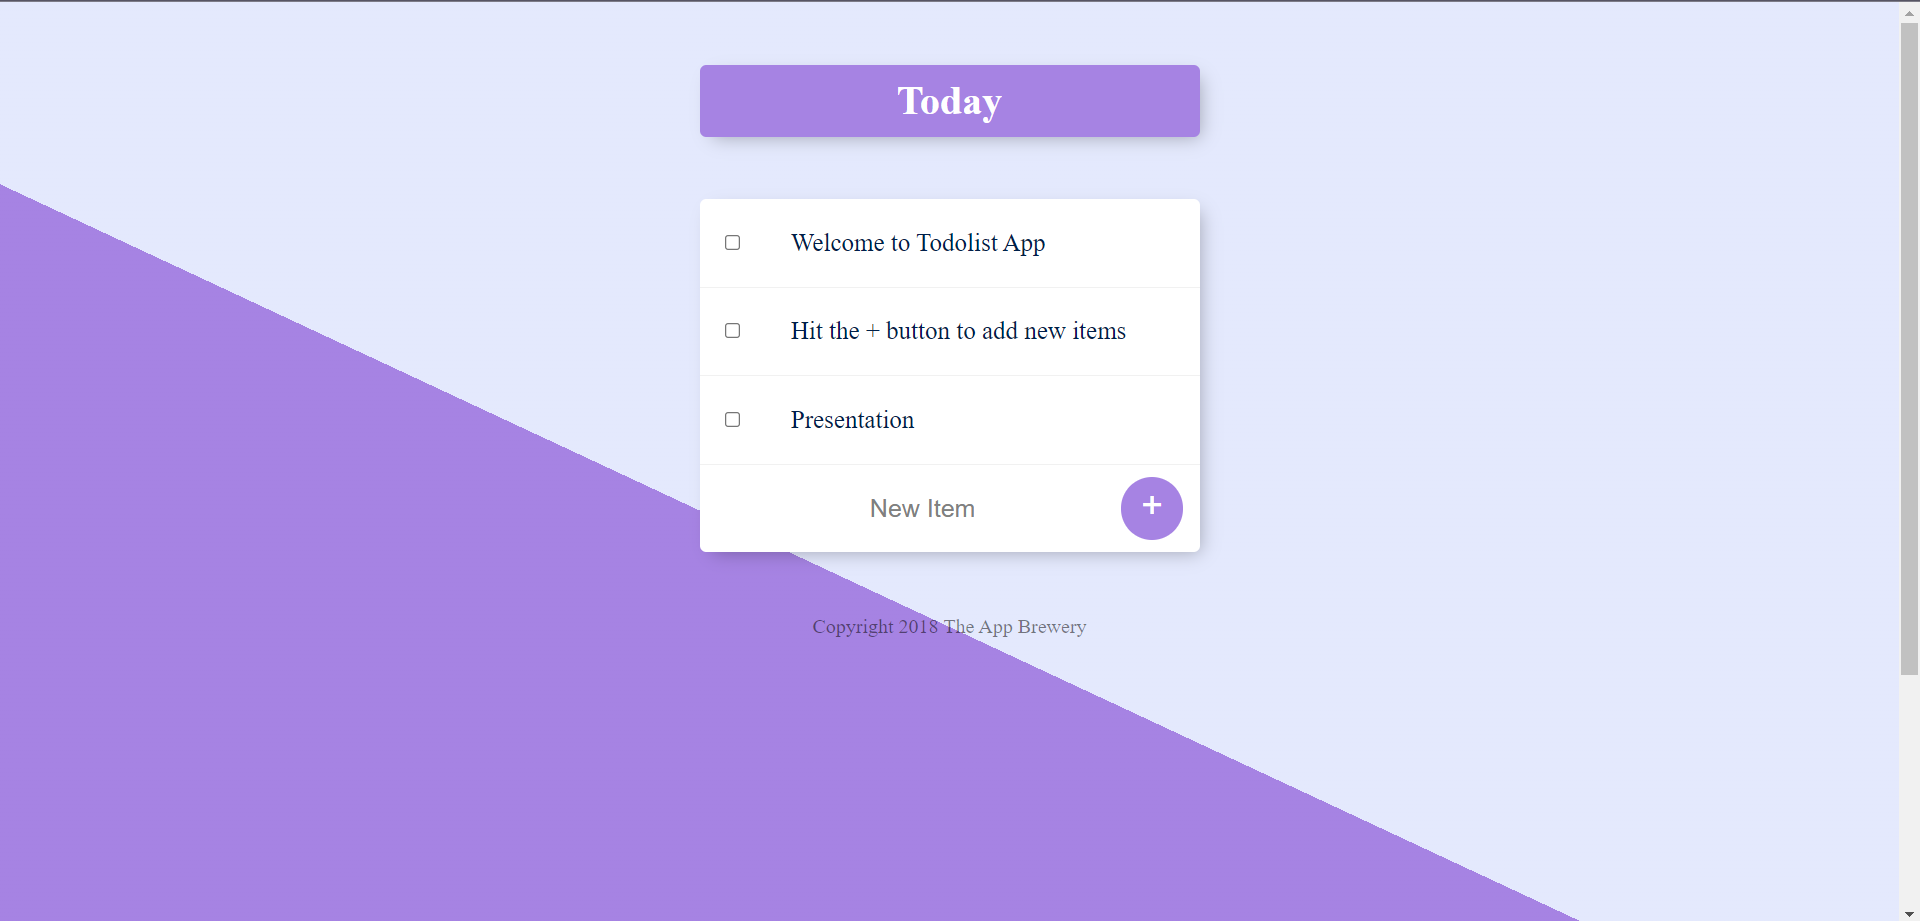 Today
Welcome to Todolist App
Hit the + button to add new items
Presentation
New Item
+
Copyright 2018 The App Brewery